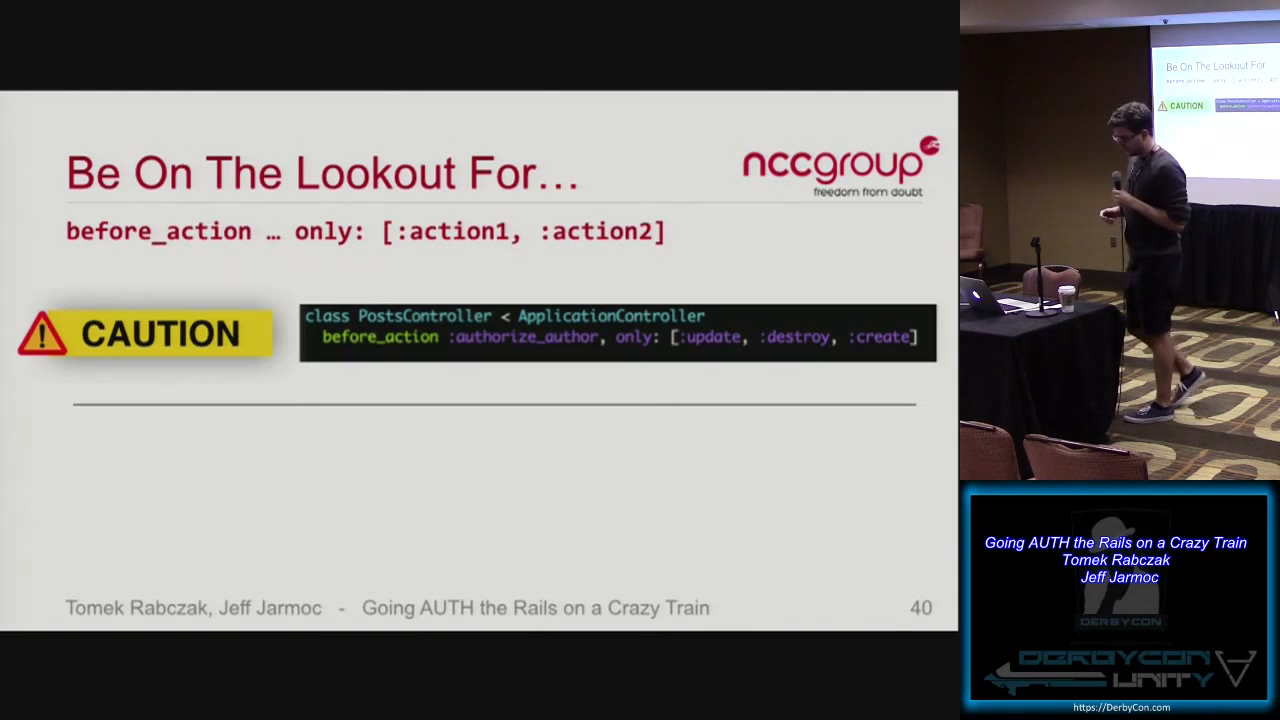 Be On The Lookout For…
nccgroup
freedom from doubt
before_action … only: [:action1, :action2]
CAUTION
class PostsController < ApplicationController
before_action :authorize_author, only: [:update, :destroy, :create]
Tomek Rabczak, Jeff Jarmoc - Going AUTH the Rails on a Crazy Train
40
Be On The Lookout For
CAUTION
Going AUTH the Rails on a Crazy Train
Tomek Rabczak
Jeff Jarmoc
DERBYCON
DERBYCON
UNITY
https://DerbyCon.com